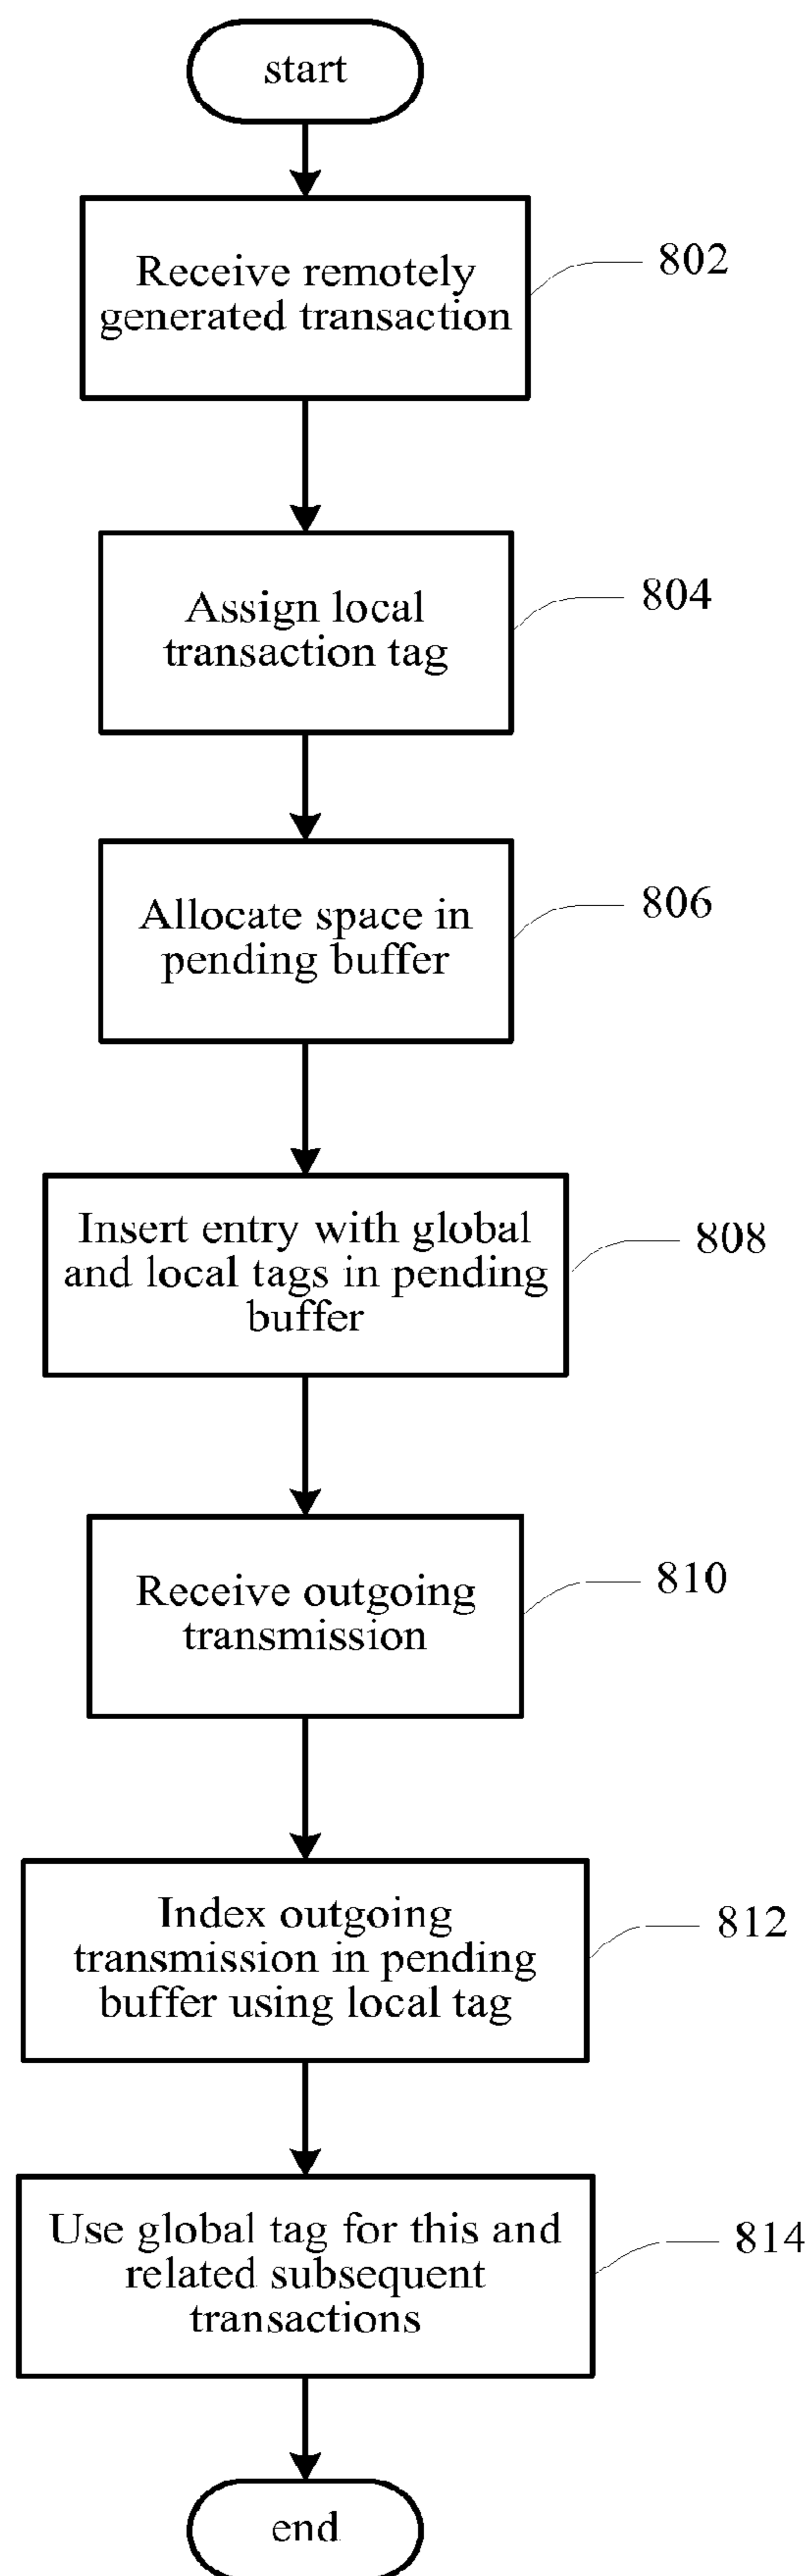 start
Receive remotely
generated transaction
802
Assign local
transaction tag
804
Allocate space in
pending buffer
806
Insert entry with global
and local tags in pending
buffer
808
Receive outgoing
transmission
810
Index outgoing
transmission in pending
buffer using local tag
812
Use global tag for this and
related subsequent
transactions
814
end